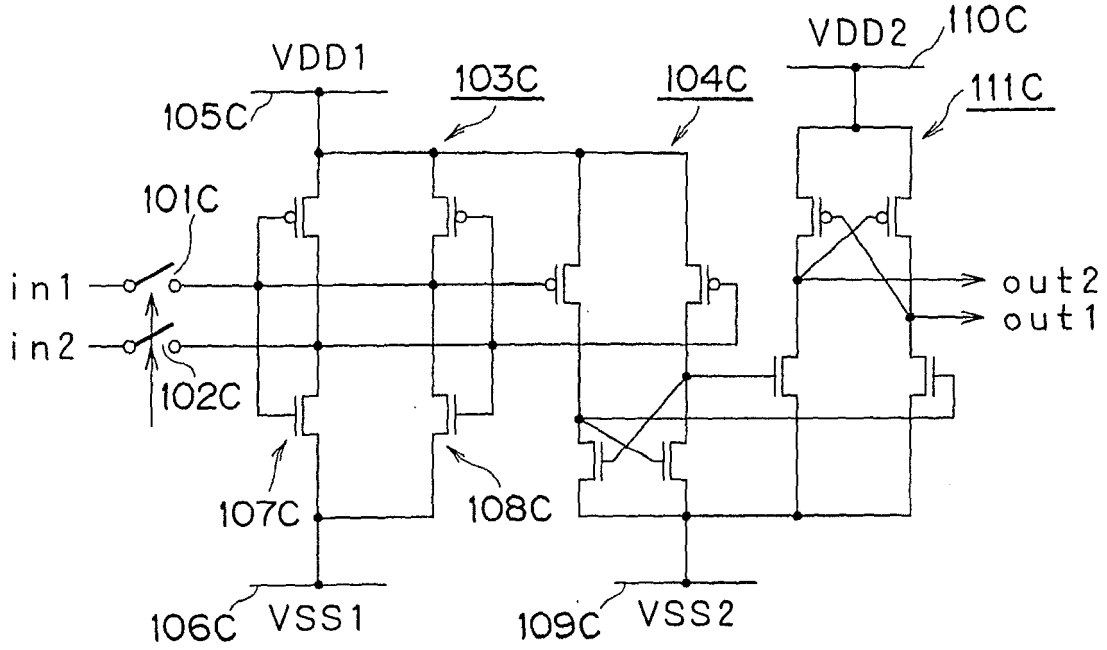 VDD1
VDD2
110C
103C
104C
111C
105C
101C
in1
out2
out1
in2
102C
107C
108C
106C
VSS1
109C
VSS2